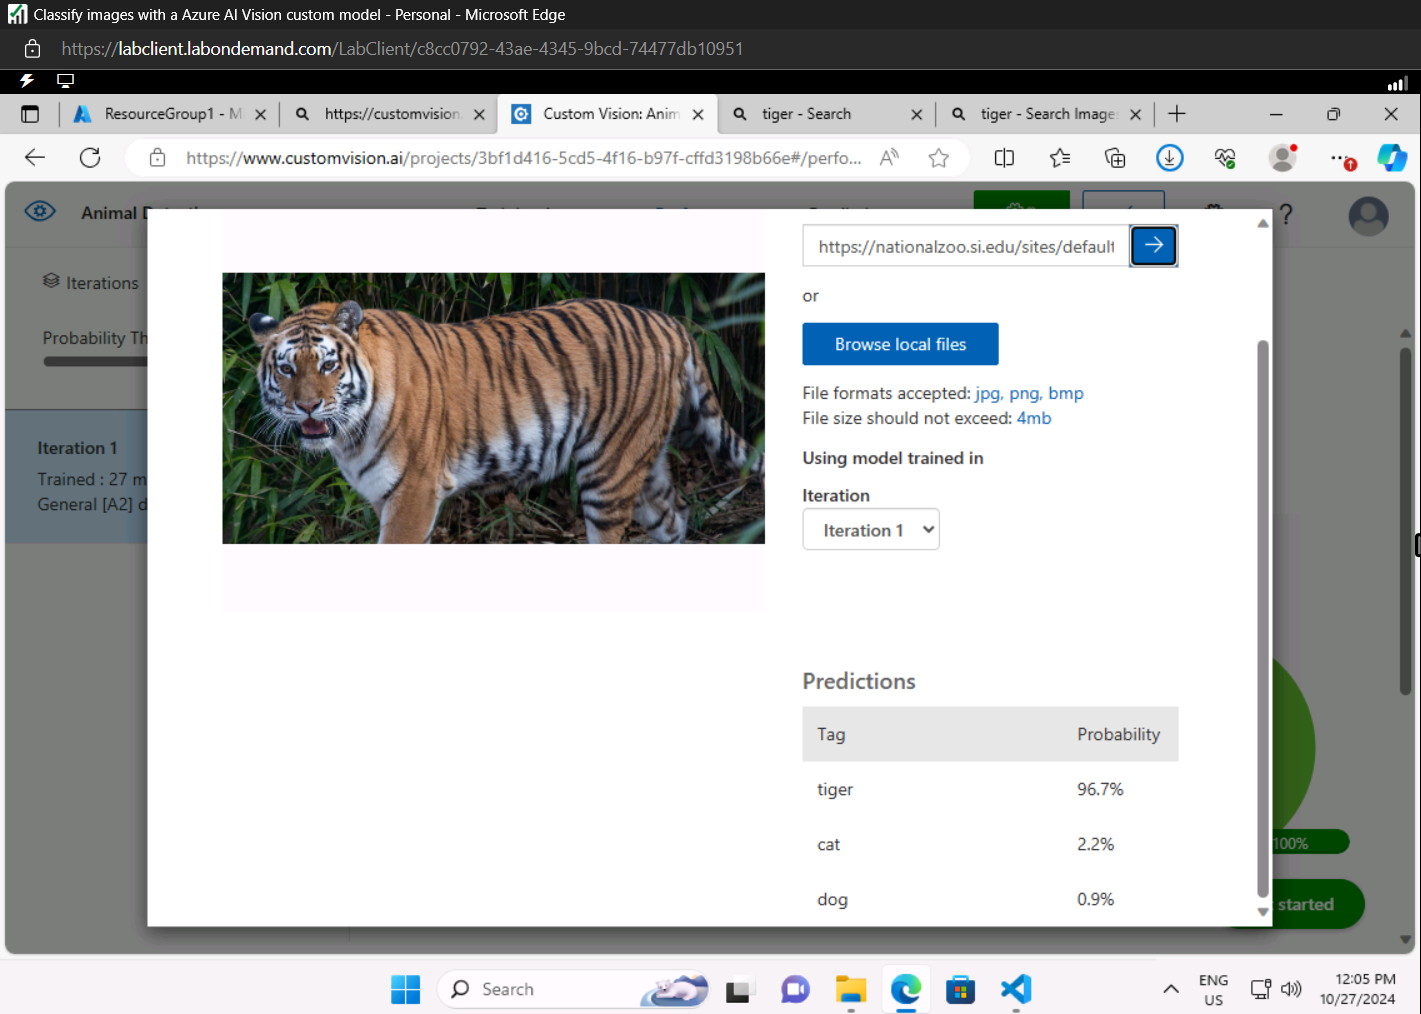 Classify images with a Azure AI Vision custom model - Personal - Microsoft Edge
https://labclient.labondemand.com/LabClient/c8cc0792-43ae-4345-9bcd-74477db10951
ResourceGroup1 - M
https://customvision.
Custom Vision: Anim
tiger - Search
tiger - Search Image
https://www.customvision.ai/projects/3bf1d416-5cd5-4f16-b97f-cffd3198b66e#/perfo...
Animal
?
Iterations
Probability Th
Iteration 1
Trained : 27 m
General [A2] d
https://nationalzoo.si.edu/sites/default
or
Browse local files
File formats accepted: jpg, png, bmp
File size should not exceed: 4mb
Using model trained in
Iteration
Iteration 1
Predictions
Tag Probability
tiger 96.7%
cat 2.2%
dog 0.9%
100%
started
Search
ENG
US
12:05 PM
10/27/2024